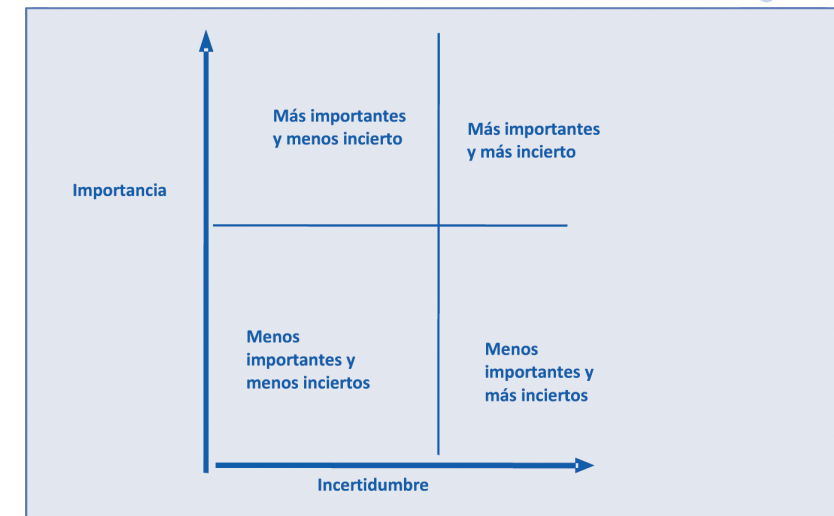 Más importantes
y menos incierto
Más importantes
y más incierto
Importancia
Menos
importantes y
menos inciertos
Menos
importantes y
más inciertos
Incertidumbre